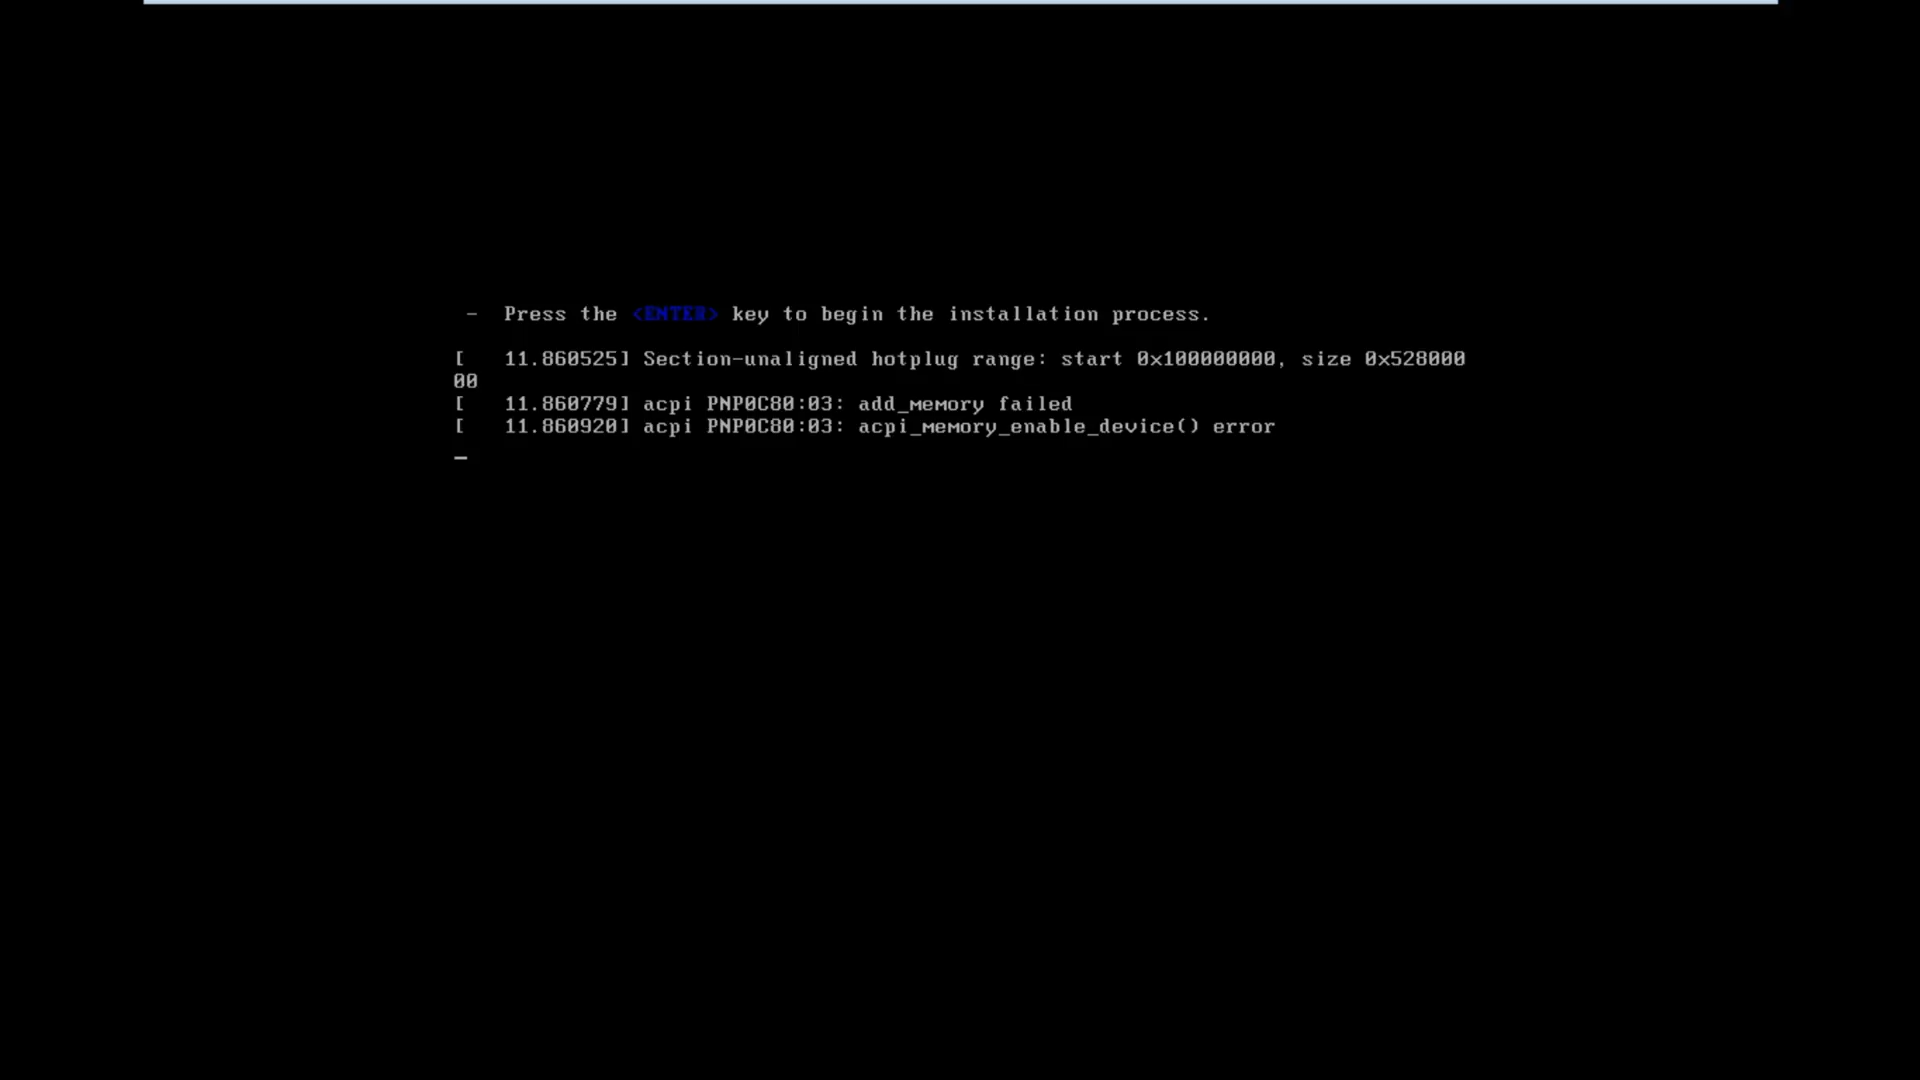 - Press the <ENTER> key to begin the installation process.
[   11.860525] Section-unaligned hotplug range: start 0x100000000, size 0x528000
00
[   11.860779] acpi PNP0C80:03: add_memory failed
[   11.860920] acpi PNP0C80:03: acpi_memory_enable_device() error